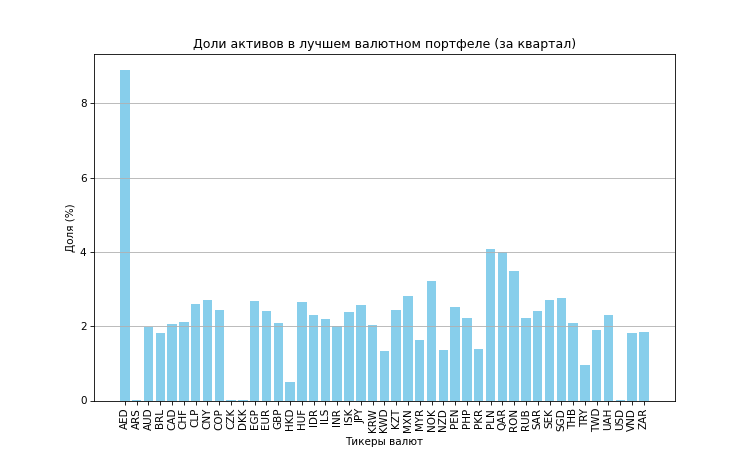 Доли активов в лучшем валютном портфеле (за квартал)
Доля (%)
8
6
4
2
0
AED ARS AUD BRL CAD CHF CLP CNY COP CZK DKK EGP EUR GBP HKD HUF IDR ILS INR ISK JPY KRW KWD KZT MXN MYR NOK NZD PEN PHP PKR PLN QAR RON RUB SAR SEK SGD THB TRY TWD UAH USD VND ZAR
Тикеры валют